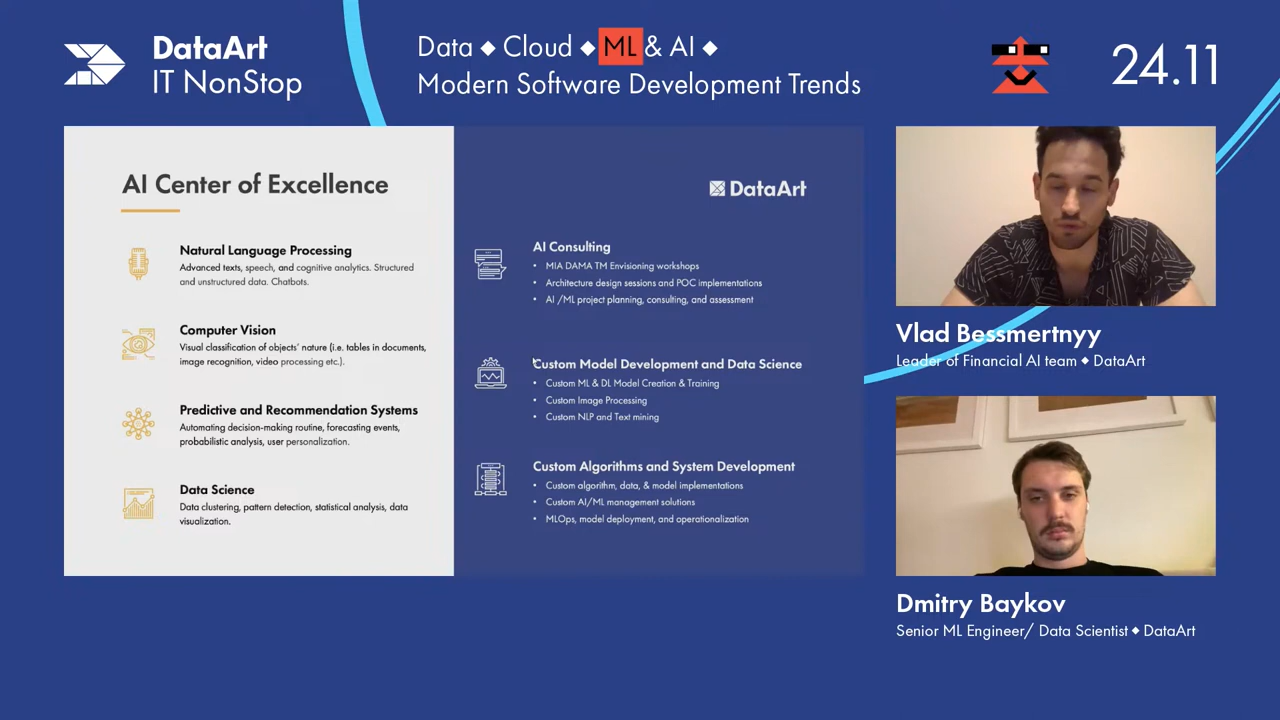 DataArt
IT NonStop
Data ◆ Cloud ◆ ML & AI ◆
Modern Software Development Trends
24.11
AI Center of Excellence
Natural Language Processing
Advanced texts, speech, and cognitive analytics. Structured
and unstructured data. Chatbots.
Computer Vision
Visual classification of objects' nature (i.e. tables in documents,
image recognition, video processing etc.).
Predictive and Recommendation Systems
Automating decision-making routine, forecasting events,
probabilistic analysis, user personalization.
Data Science
Data clustering, pattern detection, statistical analysis, data
visualization.
DataArt
AI Consulting
• MIA DAMA TM Envisioning workshops
• Architecture design sessions and POC implementations
• AI /ML project planning, consulting, and assessment
Custom Model Development and Data Science
• Custom ML & DL Model Creation & Training
• Custom Image Processing
• Custom NLP and Text mining
Custom Algorithms and System Development
• Custom algorithm, data, & model implementations
• Custom AI/ML management solutions
• MLOps, model deployment, and operationalization
Vlad Bessmertnyy
Leader of Financial AI team ◆ DataArt
Dmitry Baykov
Senior ML Engineer/ Data Scientist ◆ DataArt